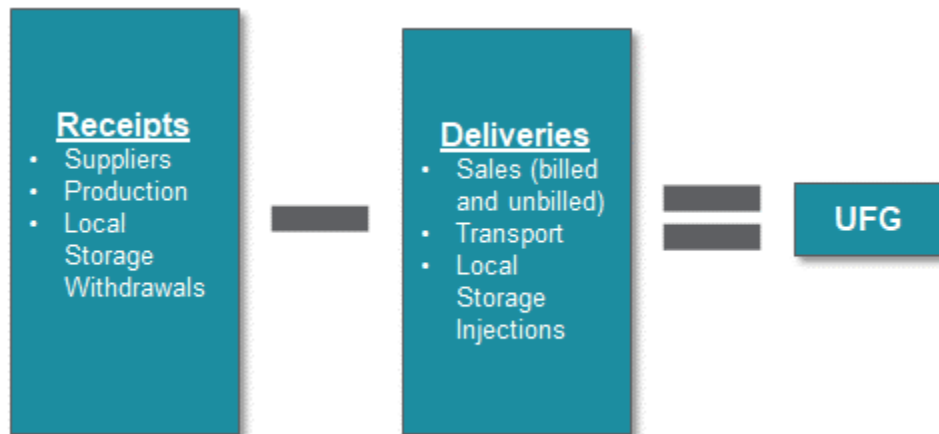 Receipts
• Suppliers
• Production
• Local
Storage
Withdrawals
Deliveries
• Sales (billed
and unbilled)
• Transport
• Local
Storage
Injections
UFG